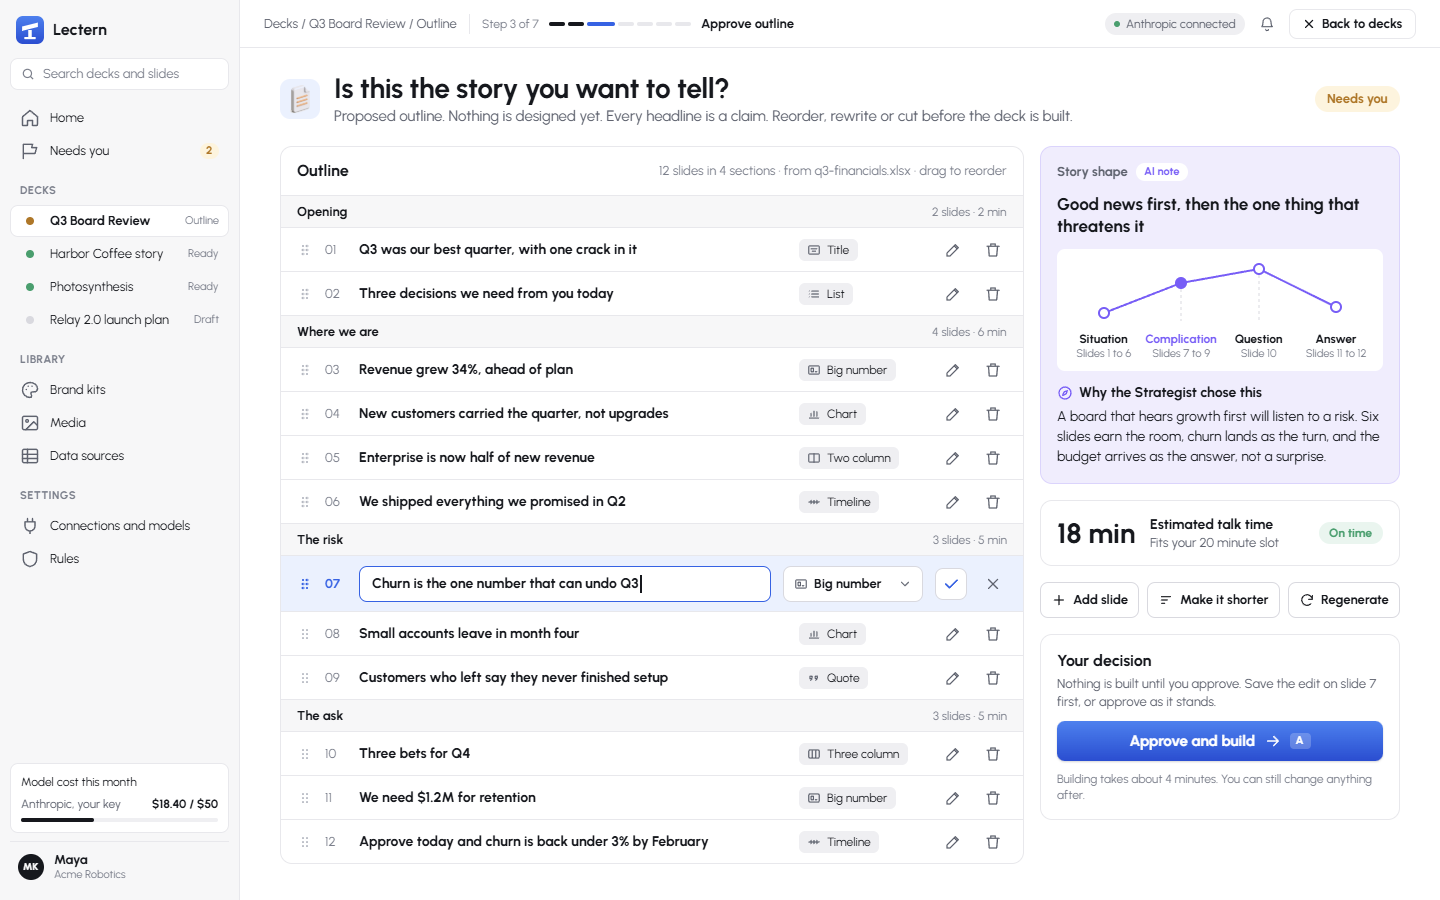 Lectern
Search decks and slides
Home
Needs you 2
DECKS
Q3 Board Review Outline
Harbor Coffee story Ready
Photosynthesis Ready
Relay 2.0 launch plan Draft
LIBRARY
Brand kits
Media
Data sources
SETTINGS
Connections and models
Rules
Model cost this month
Anthropic, your key $18.40 / $50
MK Maya
Acme Robotics
Decks / Q3 Board Review / Outline Step 3 of 7 Approve outline
Anthropic connected
Back to decks
Is this the story you want to tell?
Proposed outline. Nothing is designed yet. Every headline is a claim. Reorder, rewrite or cut before the deck is built.
Needs you
Outline 12 slides in 4 sections · from q3-financials.xlsx · drag to reorder
Opening 2 slides · 2 min
01 Q3 was our best quarter, with one crack in it Title
02 Three decisions we need from you today List
Where we are 4 slides · 6 min
03 Revenue grew 34%, ahead of plan Big number
04 New customers carried the quarter, not upgrades Chart
05 Enterprise is now half of new revenue Two column
06 We shipped everything we promised in Q2 Timeline
The risk 3 slides · 5 min
07 Churn is the one number that can undo Q3 Big number
08 Small accounts leave in month four Chart
09 Customers who left say they never finished setup Quote
The ask 3 slides · 5 min
10 Three bets for Q4 Three column
11 We need $1.2M for retention Big number
12 Approve today and churn is back under 3% by February Timeline
Story shape AI note
Good news first, then the one thing that
threatens it
Situation Complication Question Answer
Slides 1 to 6 Slides 7 to 9 Slide 10 Slides 11 to 12
Why the Strategist chose this
A board that hears growth first will listen to a risk. Six
slides earn the room, churn lands as the turn, and the
budget arrives as the answer, not a surprise.
18 min Estimated talk time
Fits your 20 minute slot
On time
Add slide Make it shorter Regenerate
Your decision
Nothing is built until you approve. Save the edit on slide 7
first, or approve as it stands.
Approve and build A
Building takes about 4 minutes. You can still change anything
after.